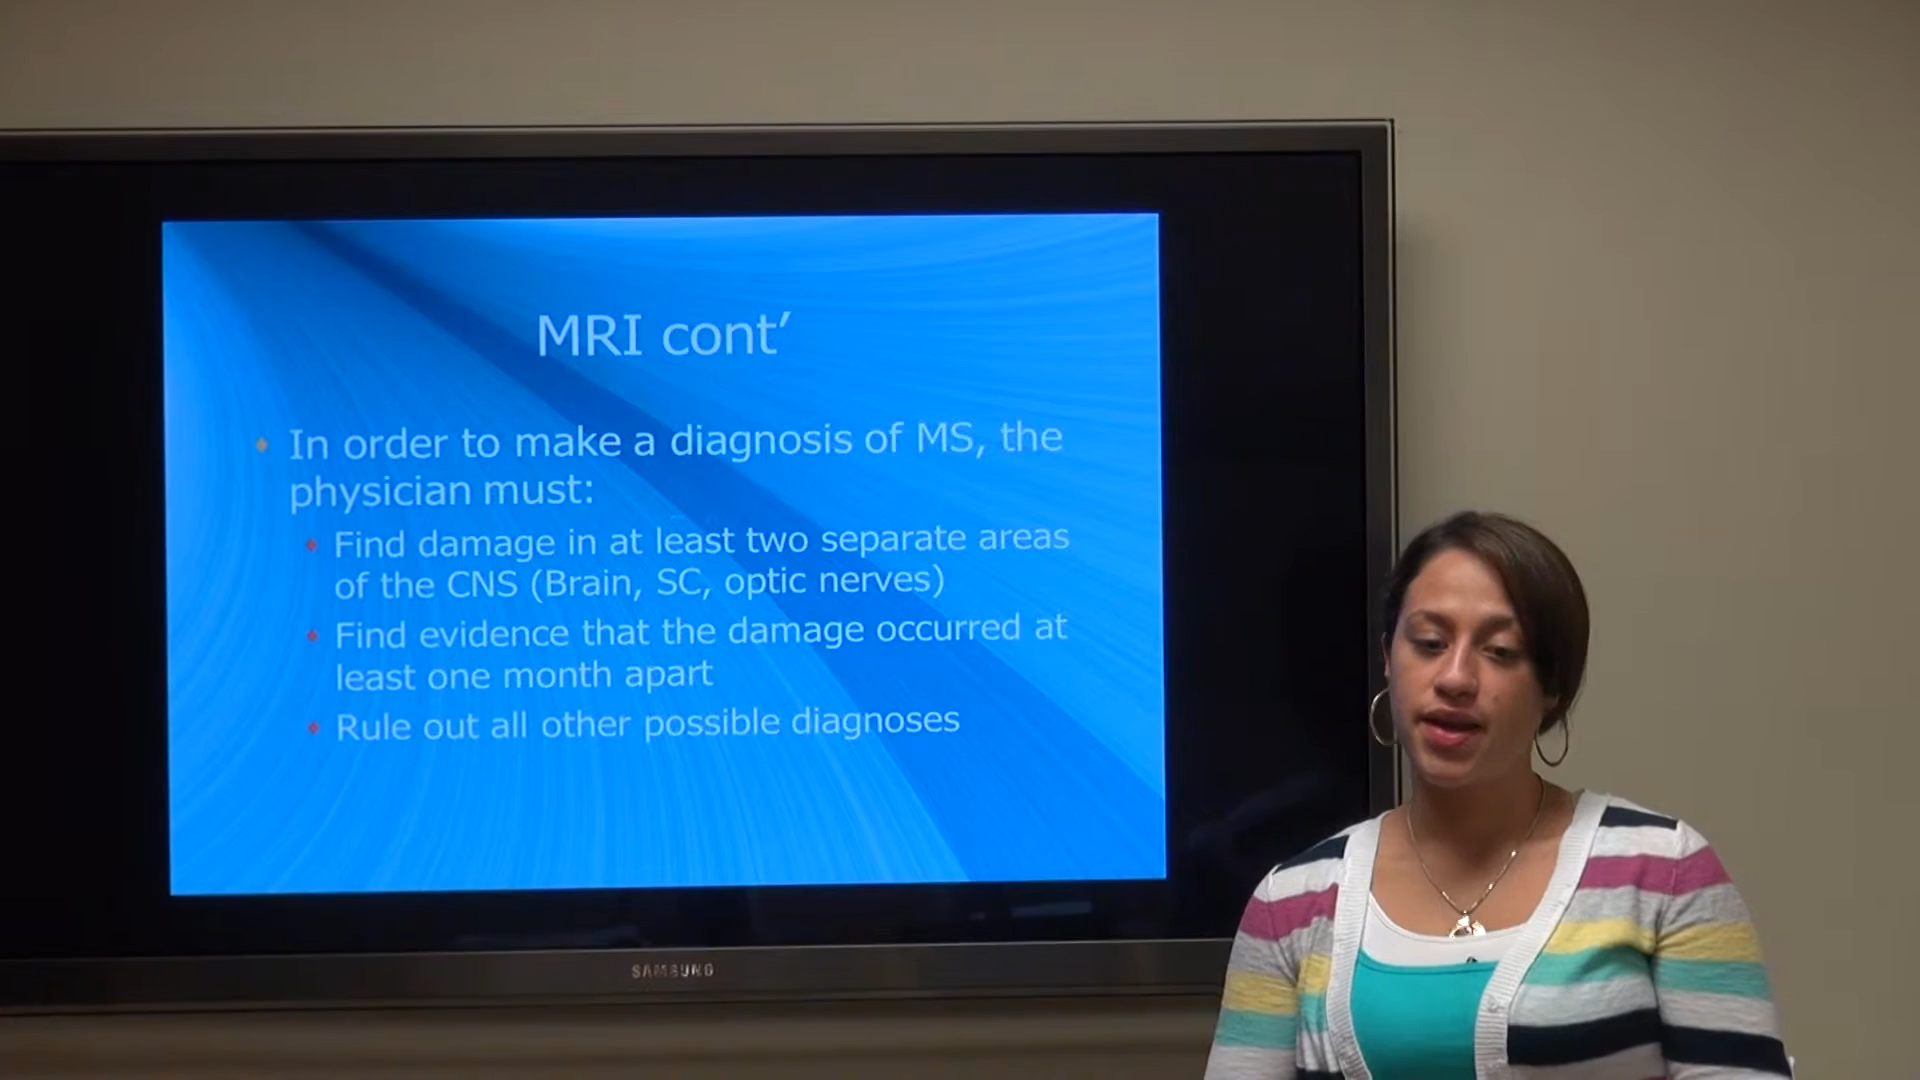 MRI cont’
In order to make a diagnosis of MS, the
physician must:
Find damage in at least two separate areas
of the CNS (Brain, SC, optic nerves)
Find evidence that the damage occurred at
least one month apart
Rule out all other possible diagnoses
SAMSUNG